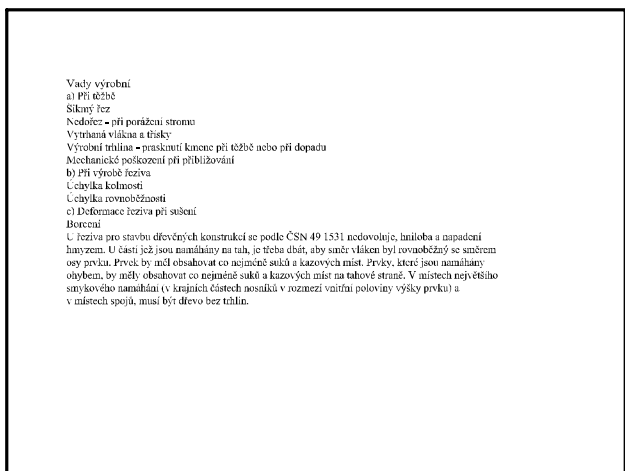 Vady výrobní
a) Při těžbě
Šikmý řez
Nedořez - při porážení stromu
Vytrhaná vlákna a třísky
Výrobní trhlina - prasknutí kmene při těžbě nebo při dopadu
Mechanické poškození při přibližování
b) Při výrobě řeziva
Úchylka kolmosti
Úchylka rovnoběžnosti
c) Deformace řeziva při sušení
Borcení
U řeziva pro stavbu dřevěných konstrukcí se podle ČSN 49 1531 nedovoluje, hniloba a napadení
hmyzem. U částí jež jsou namáhány na tah, je třeba dbát, aby směr vláken byl rovnoběžný se směrem
osy prvku. Prvek by měl obsahovat co nejméně suků a kazových míst. Prvky, které jsou namáhány
ohybem, by měly obsahovat co nejméně suků a kazových míst na tahové straně. V místech největšího
smykového namáhání (v krajních částech nosníků v rozmezí vnitřní poloviny výšky prvku) a
v místech spojů, musí být dřevo bez trhlin.